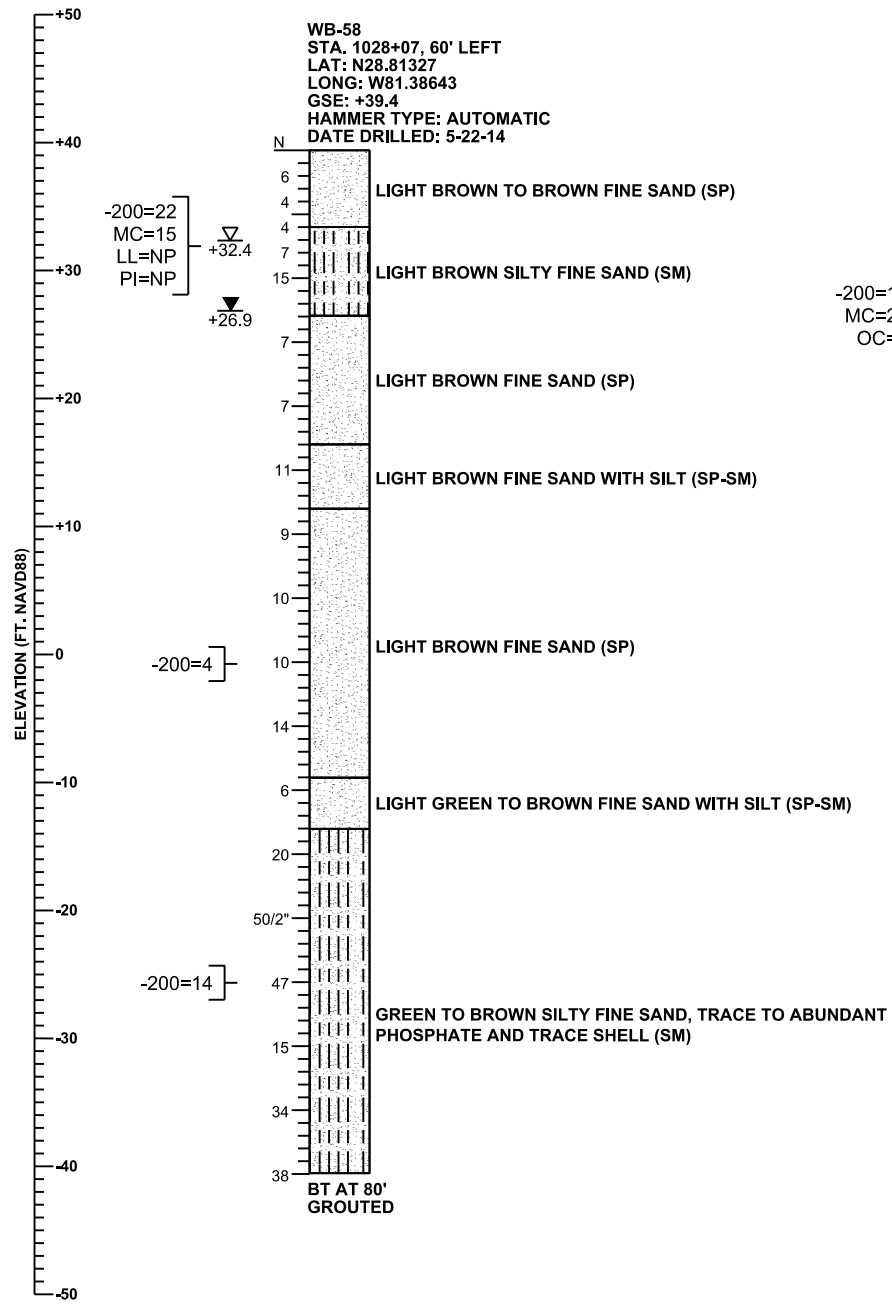 +50
WB-58
STA. 1028+07, 60' LEFT
LAT: N28.81327
LONG: W81.38643
GSE: +39.4
HAMMER TYPE: AUTOMATIC
DATE DRILLED: 5-22-14
+40
N
6
4
LIGHT BROWN TO BROWN FINE SAND (SP)
-200=22
MC=15
LL=NP
PI=NP
+32.4
4
7
15
LIGHT BROWN SILTY FINE SAND (SM)
+30
+26.9
-200=1
MC=2
OC=
7
LIGHT BROWN FINE SAND (SP)
7
+20
11
LIGHT BROWN FINE SAND WITH SILT (SP-SM)
+10
9
10
ELEVATION (FT. NAVD88)
0
-200=4
10
LIGHT BROWN FINE SAND (SP)
14
-10
6
LIGHT GREEN TO BROWN FINE SAND WITH SILT (SP-SM)
20
-20
50/2"
-200=14
47
GREEN TO BROWN SILTY FINE SAND, TRACE TO ABUNDANT
PHOSPHATE AND TRACE SHELL (SM)
-30
15
34
-40
38
BT AT 80'
GROUTED
-50